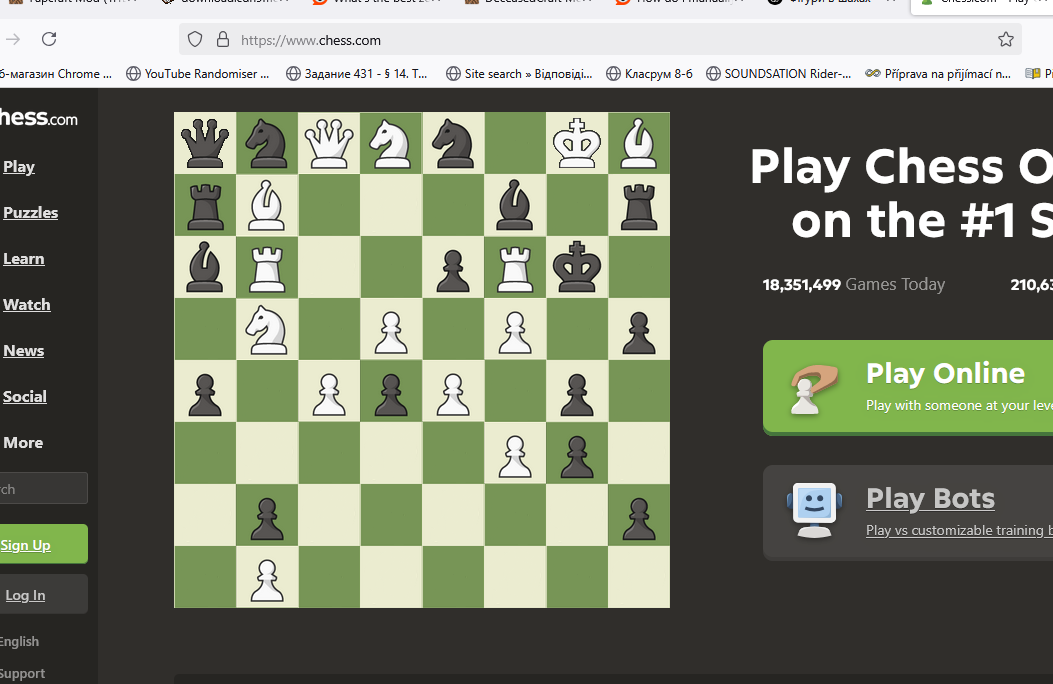 https://www.chess.com
б-магазин Chrome ...
YouTube Randomiser ...
Задание 431 - § 14. Т...
Site search » Відповіді...
Класрум 8-б
SOUNDSATION Rider-...
Příprava na přijímací n...
hess.com
Play
Puzzles
Learn
Watch
News
Social
More
rch
Sign Up
Log In
English
Support
Play Chess O
on the #1 S
18,351,499 Games Today
210,63
Play Online
Play with someone at your leve
Play Bots
Play vs customizable training b